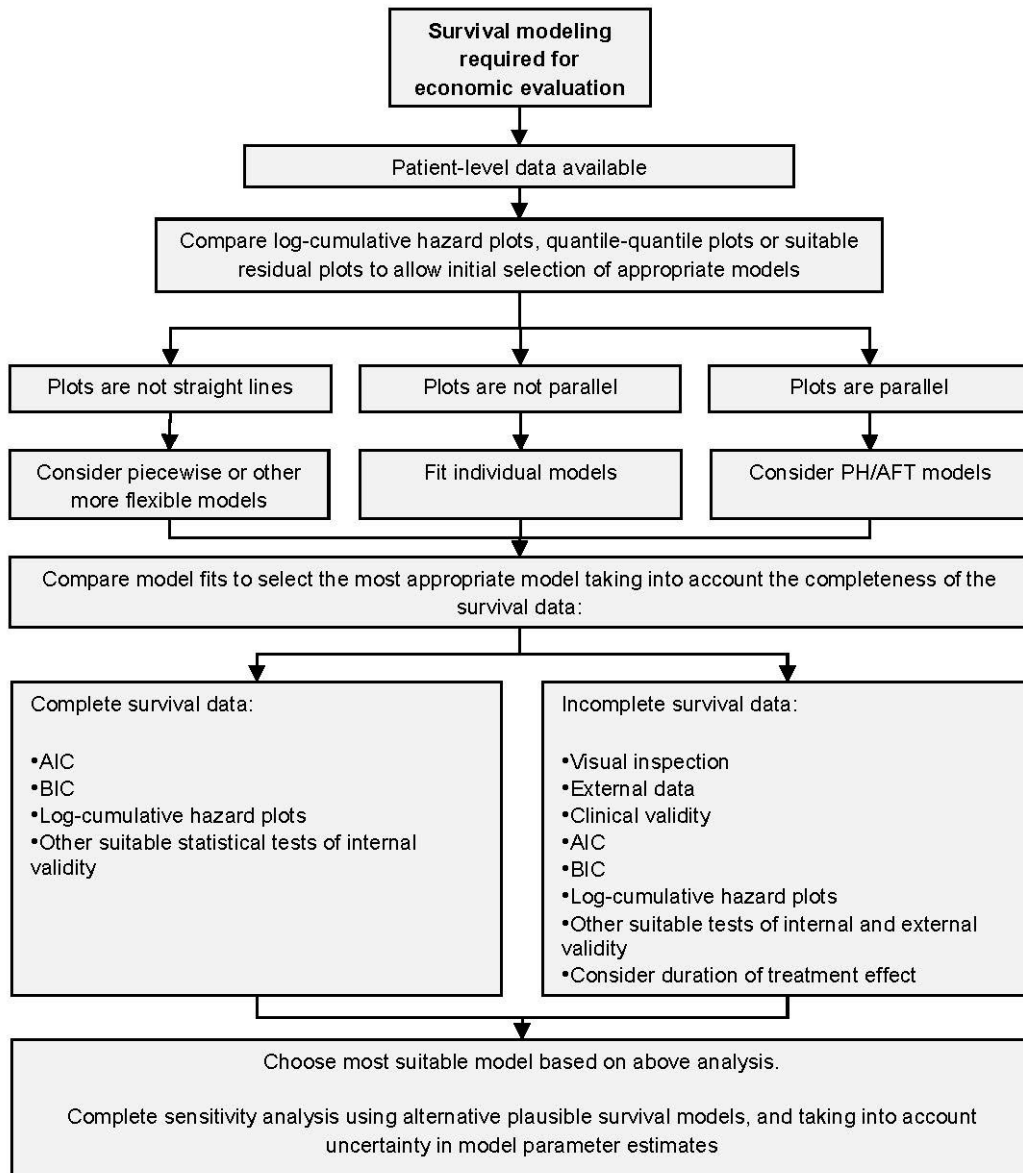 Survival modeling
required for
economic evaluation
Patient-level data available
Compare log-cumulative hazard plots, quantile-quantile plots or suitable
residual plots to allow initial selection of appropriate models
Plots are not straight lines
Plots are not parallel
Plots are parallel
Consider piecewise or other
more flexible models
Fit individual models
Consider PH/AFT models
Compare model fits to select the most appropriate model taking into account the completeness of the
survival data:
Complete survival data:
•AIC
•BIC
•Log-cumulative hazard plots
•Other suitable statistical tests of internal
validity
Incomplete survival data:
•Visual inspection
•External data
•Clinical validity
•AIC
•BIC
•Log-cumulative hazard plots
•Other suitable tests of internal and external
validity
•Consider duration of treatment effect
Choose most suitable model based on above analysis.
Complete sensitivity analysis using alternative plausible survival models, and taking into account
uncertainty in model parameter estimates